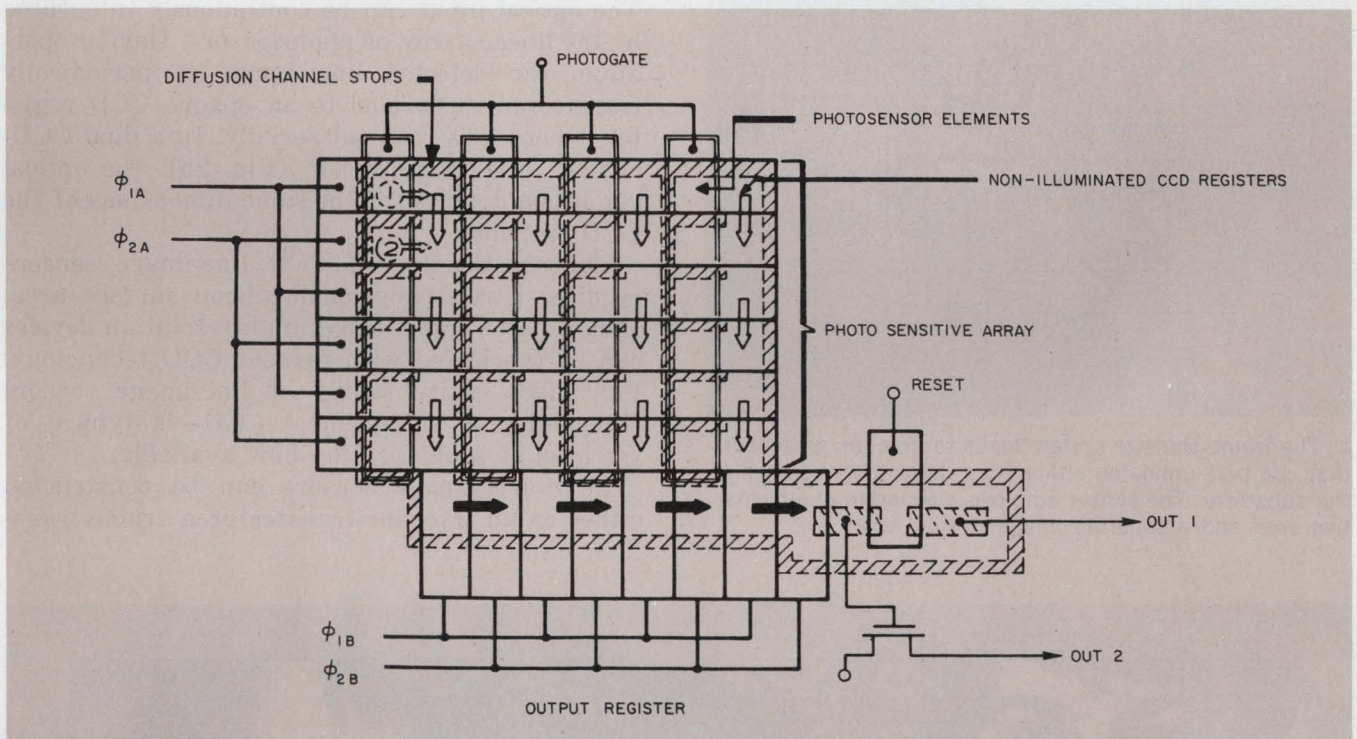 PHOTOGATE
DIFFUSION CHANNEL STOPS
PHOTOSENSOR ELEMENTS
NON-ILLUMINATED CCD REGISTERS
ϕ1A
1
ϕ2A
2
PHOTO SENSITIVE ARRAY
RESET
OUT 1
ϕ1B
ϕ2B
OUT 2
OUTPUT REGISTER